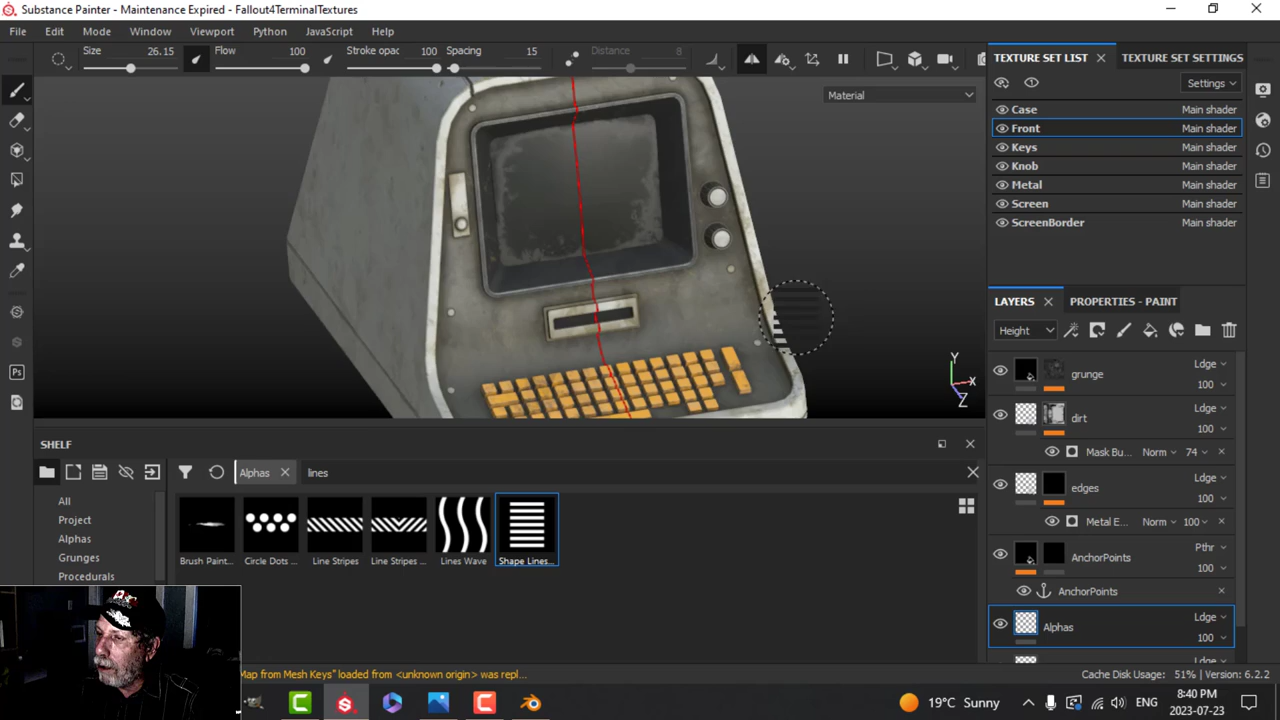 Substance Painter - Maintenance Expired - Fallout4TerminalTextures
File Edit Mode Window Viewport Python JavaScript Help
Size 26.15 Flow 100 Stroke opac 100 Spacing 15 Distance 8
TEXTURE SET LIST TEXTURE SET SETTINGS
Settings
Material
Case Main shader
Front Main shader
Keys Main shader
Knob Main shader
Metal Main shader
Screen Main shader
ScreenBorder Main shader
LAYERS PROPERTIES - PAINT
Height
grunge Ldge 100
dirt Ldge 100
Mask Bu... Norm 74
edges Ldge 100
Metal E... Norm 100
AnchorPoints Pthr 100
AnchorPoints
Alphas Ldge 100
Y
X
Z
SHELF
Alphas lines
All
Project
Alphas
Grunges
Procedurals
Brush Paint... Circle Dots ... Line Stripes Line Stripes ... Lines Wave Shape Lines...
Map from Mesh Keys" loaded from <unknown origin> was repl...
Cache Disk Usage: 51% | Version: 6.2.2
Ps
19°C Sunny
ENG
8:40 PM
2023-07-23